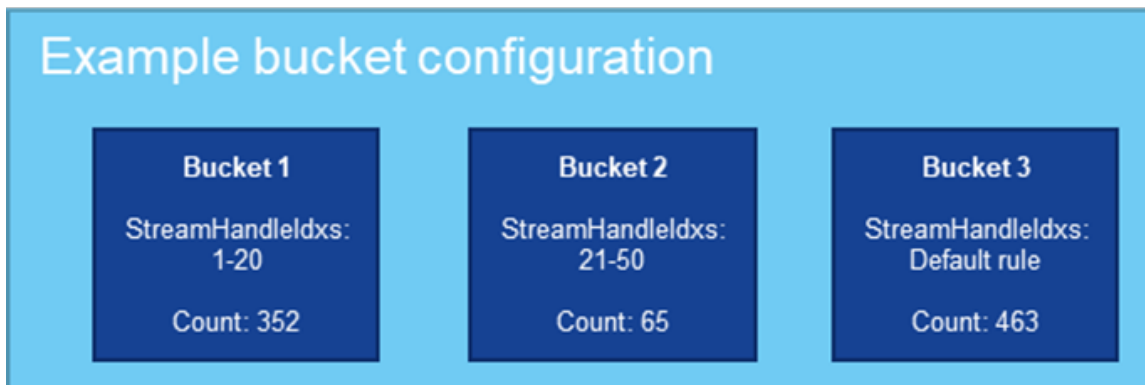 Example bucket configuration
Bucket 1
StreamHandleIdxs:
1-20
Count: 352
Bucket 2
StreamHandleIdxs:
21-50
Count: 65
Bucket 3
StreamHandleIdxs:
Default rule
Count: 463